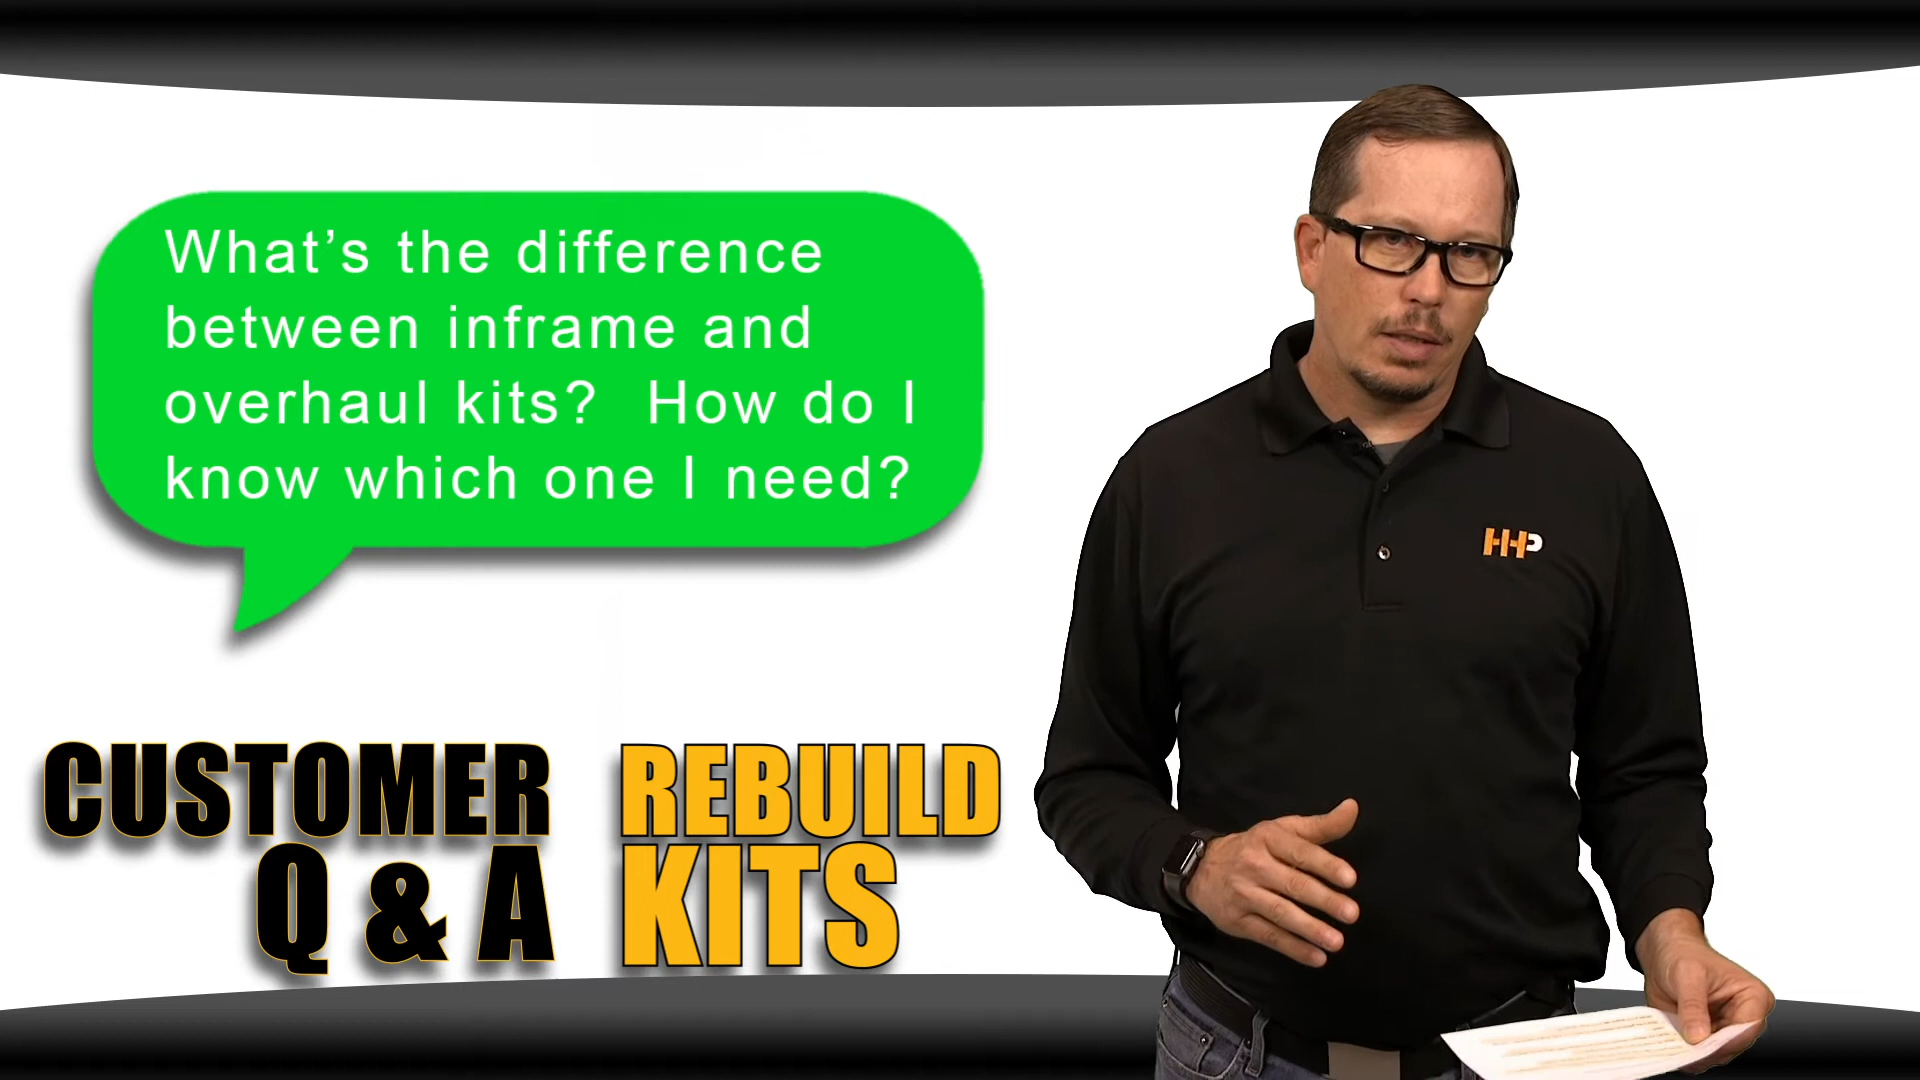 What’s the difference
between inframe and
overhaul kits?  How do I
know which one I need?
HHP
CUSTOMER
Q & A
REBUILD
KITS